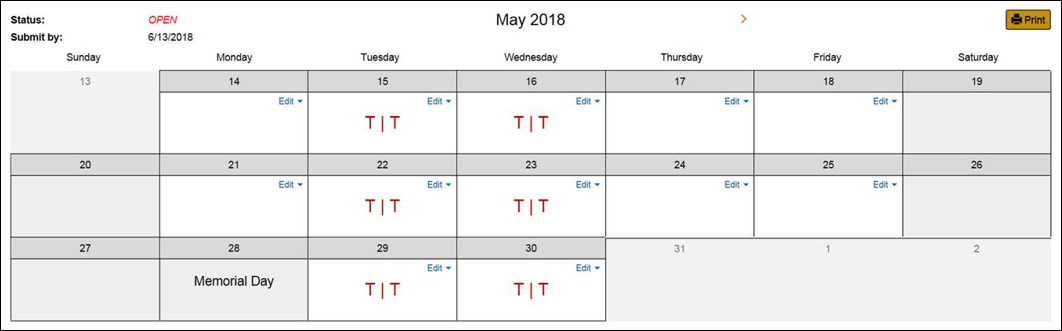 Status: OPEN May 2018 > Print
Submit by: 6/13/2018
Sunday Monday Tuesday Wednesday Thursday Friday Saturday
13 14 15 16 17 18 19
Edit Edit Edit Edit Edit
T | T T | T
20 21 22 23 24 25 26
Edit Edit Edit Edit Edit
T | T T | T
27 28 29 30 31 1 2
Edit Edit
Memorial Day T | T T | T